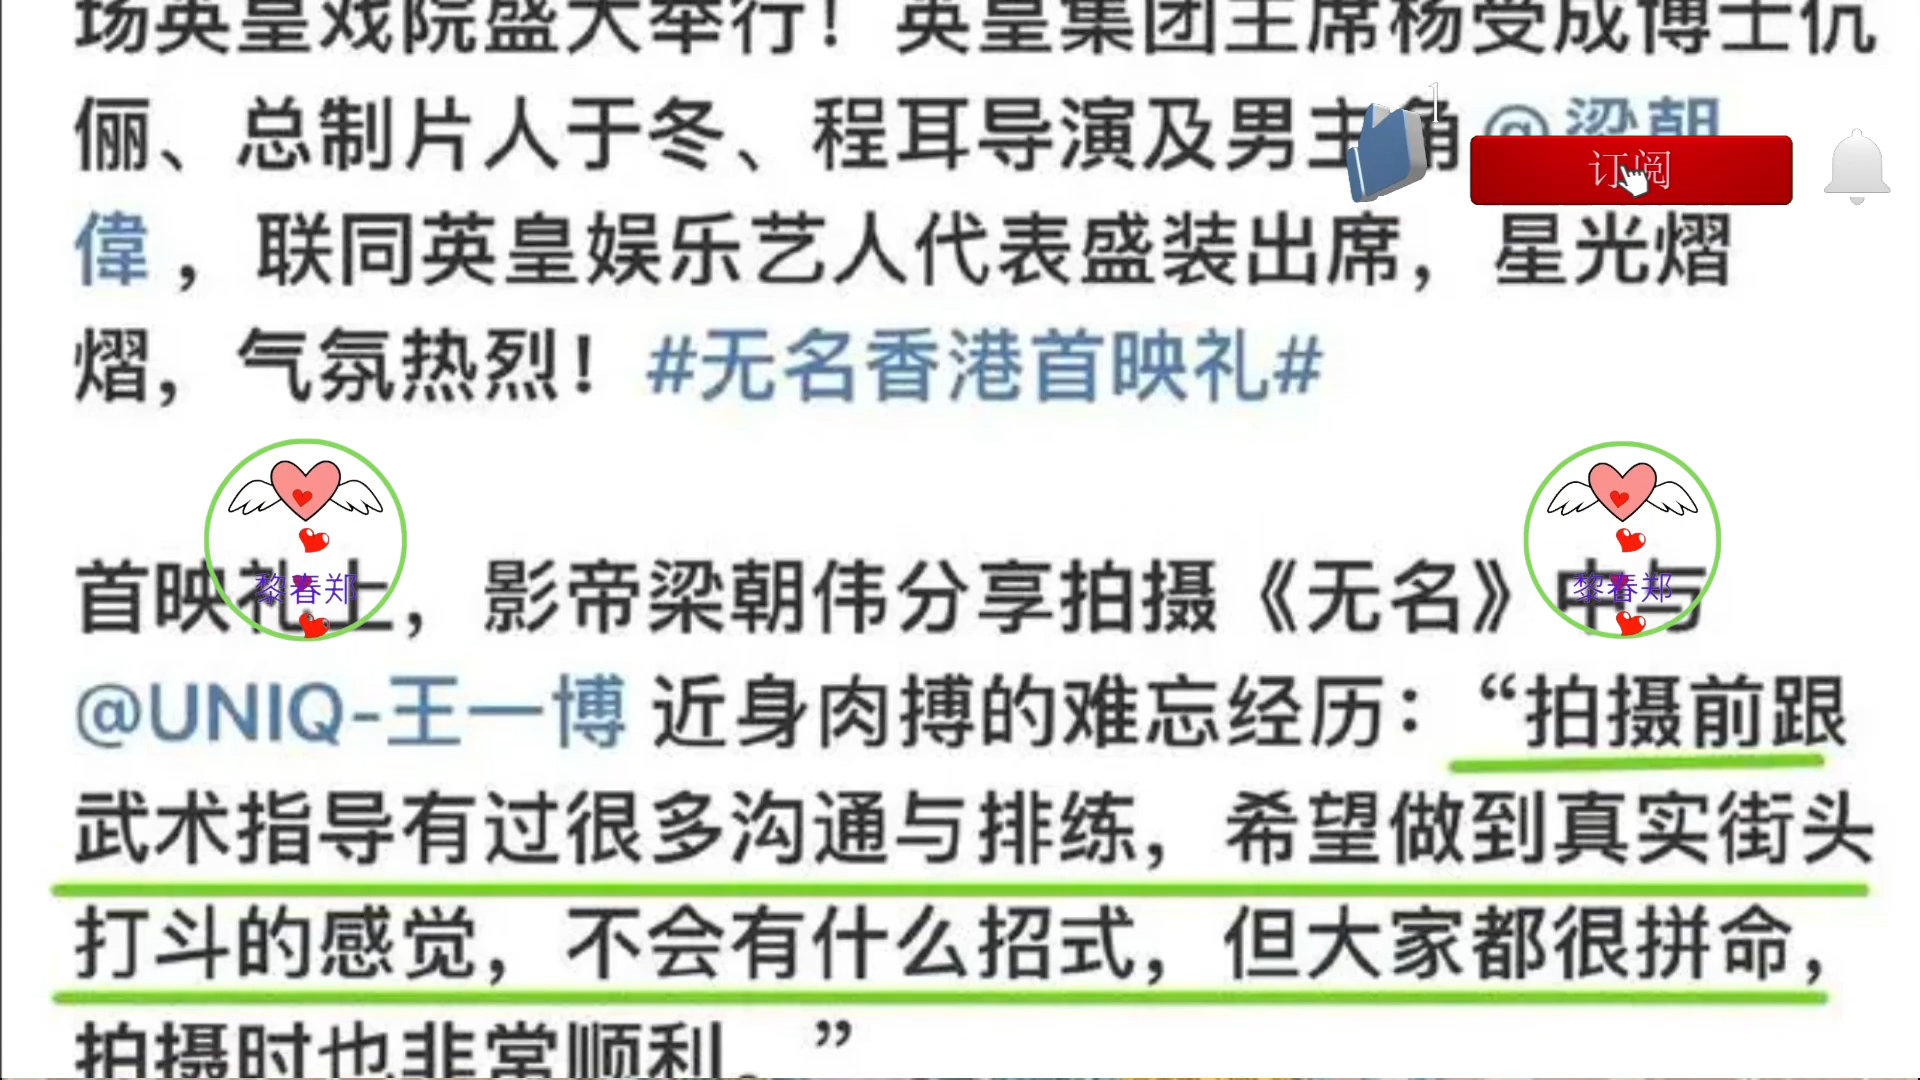 场英皇戏院盛大举行！英皇集团主席杨受成博士伉
俪、总制片人于冬、程耳导演及男主角 @梁朝
1
订阅
偉，联同英皇娱乐艺人代表盛装出席，星光熠
熠，气氛热烈！#无名香港首映礼#
首映礼上，影帝梁朝伟分享拍摄《无名》中与
黎春郑
黎春郑
@UNIQ-王一博 近身肉搏的难忘经历：“拍摄前跟
武术指导有过很多沟通与排练，希望做到真实街头
打斗的感觉，不会有什么招式，但大家都很拼命，
拍摄时也非常顺利。”